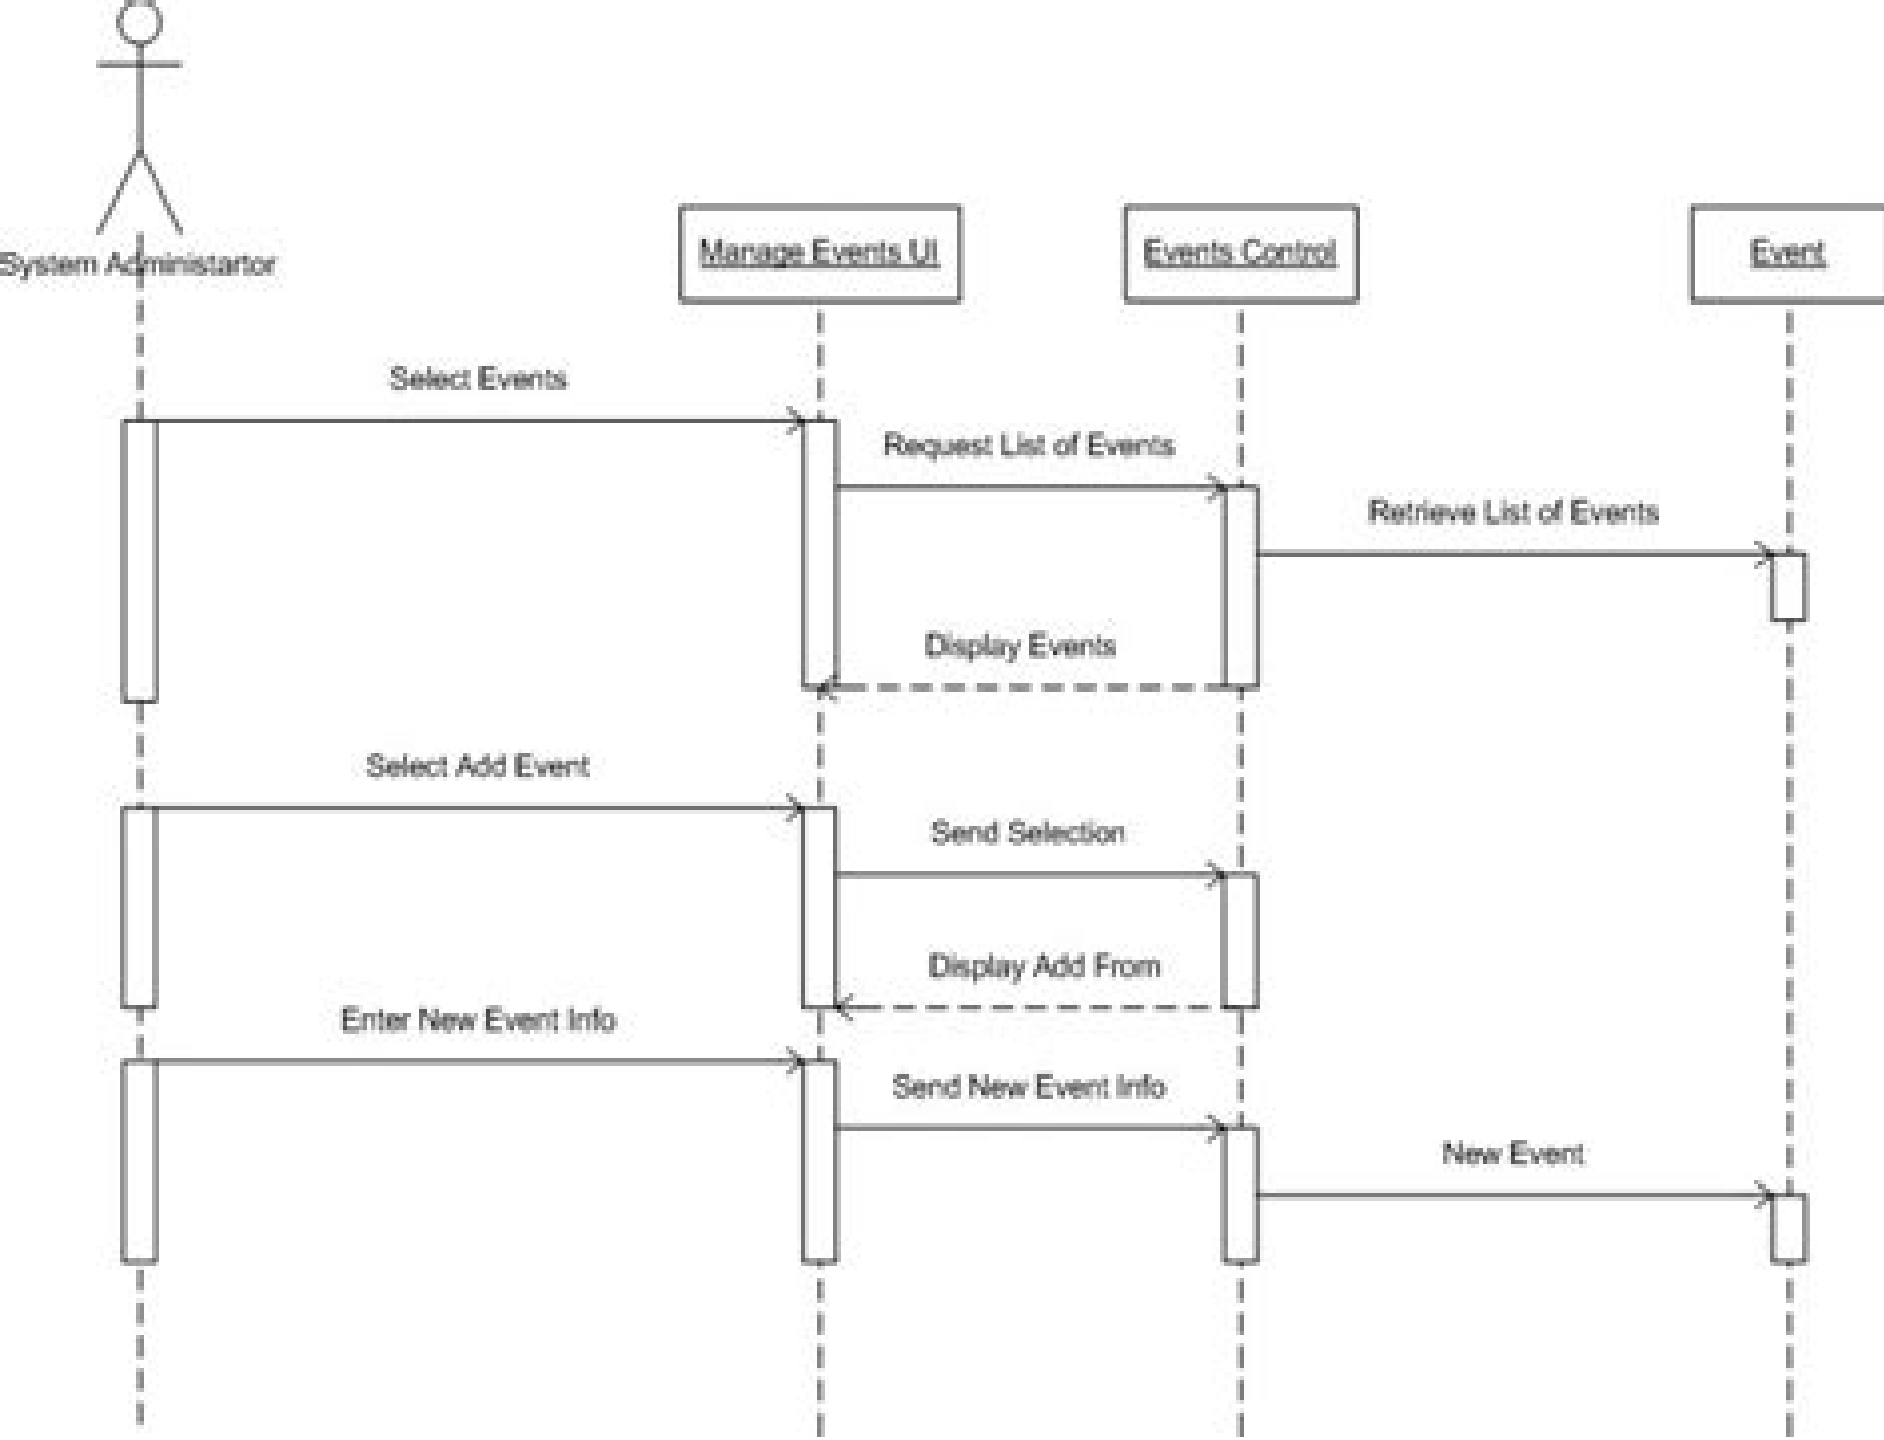 System Administartor
Manage Events UI
Events Control
Event
Select Events
Request List of Events
Retrieve List of Events
Display Events
Select Add Event
Send Selection
Display Add From
Enter New Event Info
Send New Event Info
New Event